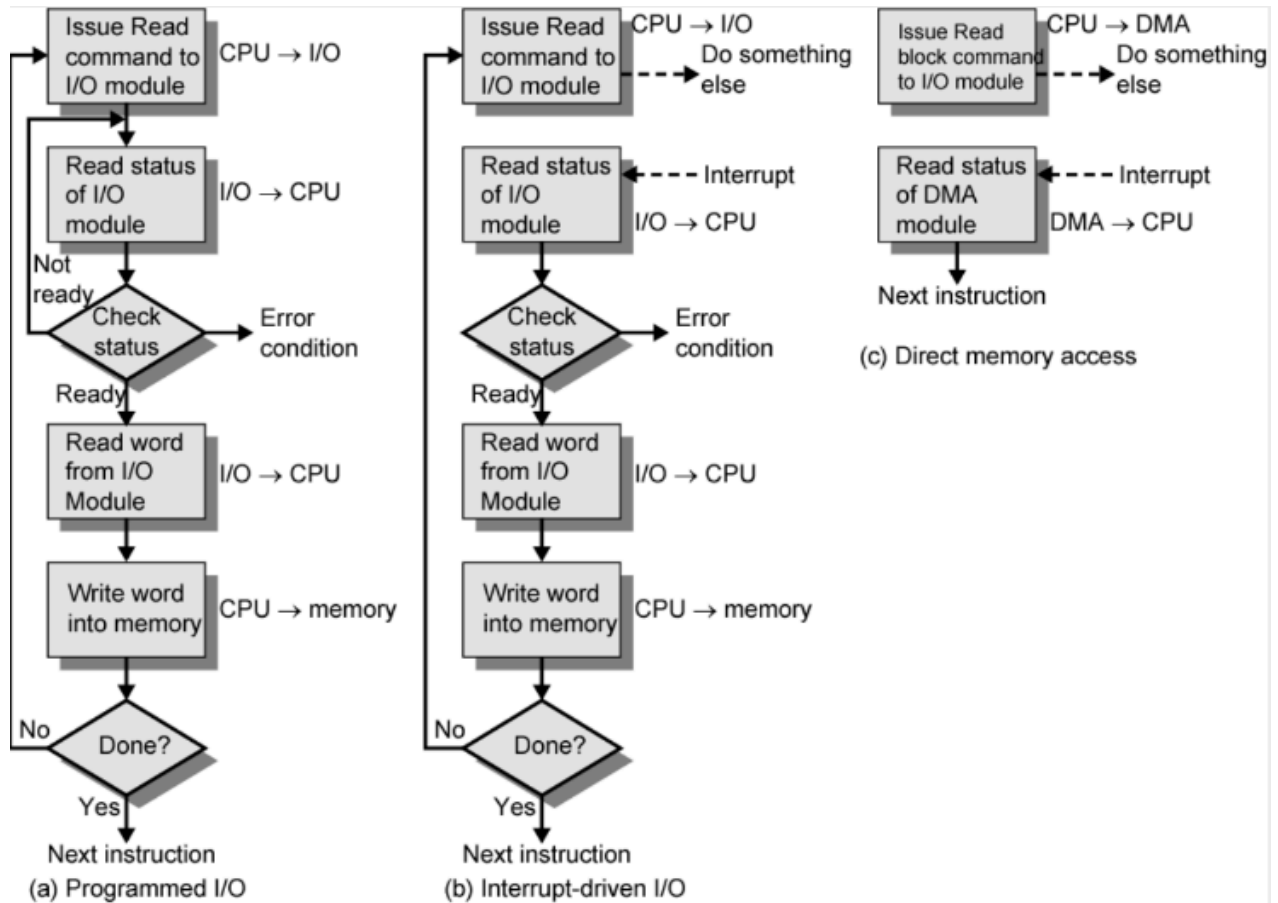 Issue Read
command to
I/O module
CPU → I/O
Read status
of I/O
module
I/O → CPU
Not
ready
Check
status
Error
condition
Ready
Read word
from I/O
Module
I/O → CPU
Write word
into memory
CPU → memory
No
Done?
Yes
Next instruction
(a) Programmed I/O
Issue Read
command to
I/O module
CPU → I/O
Do something
else
Read status
of I/O
module
Interrupt
I/O → CPU
Check
status
Error
condition
Ready
Read word
from I/O
Module
I/O → CPU
Write word
into memory
CPU → memory
No
Done?
Yes
Next instruction
(b) Interrupt-driven I/O
Issue Read
block command
to I/O module
CPU → DMA
Do something
else
Read status
of DMA
module
Interrupt
DMA → CPU
Next instruction
(c) Direct memory access